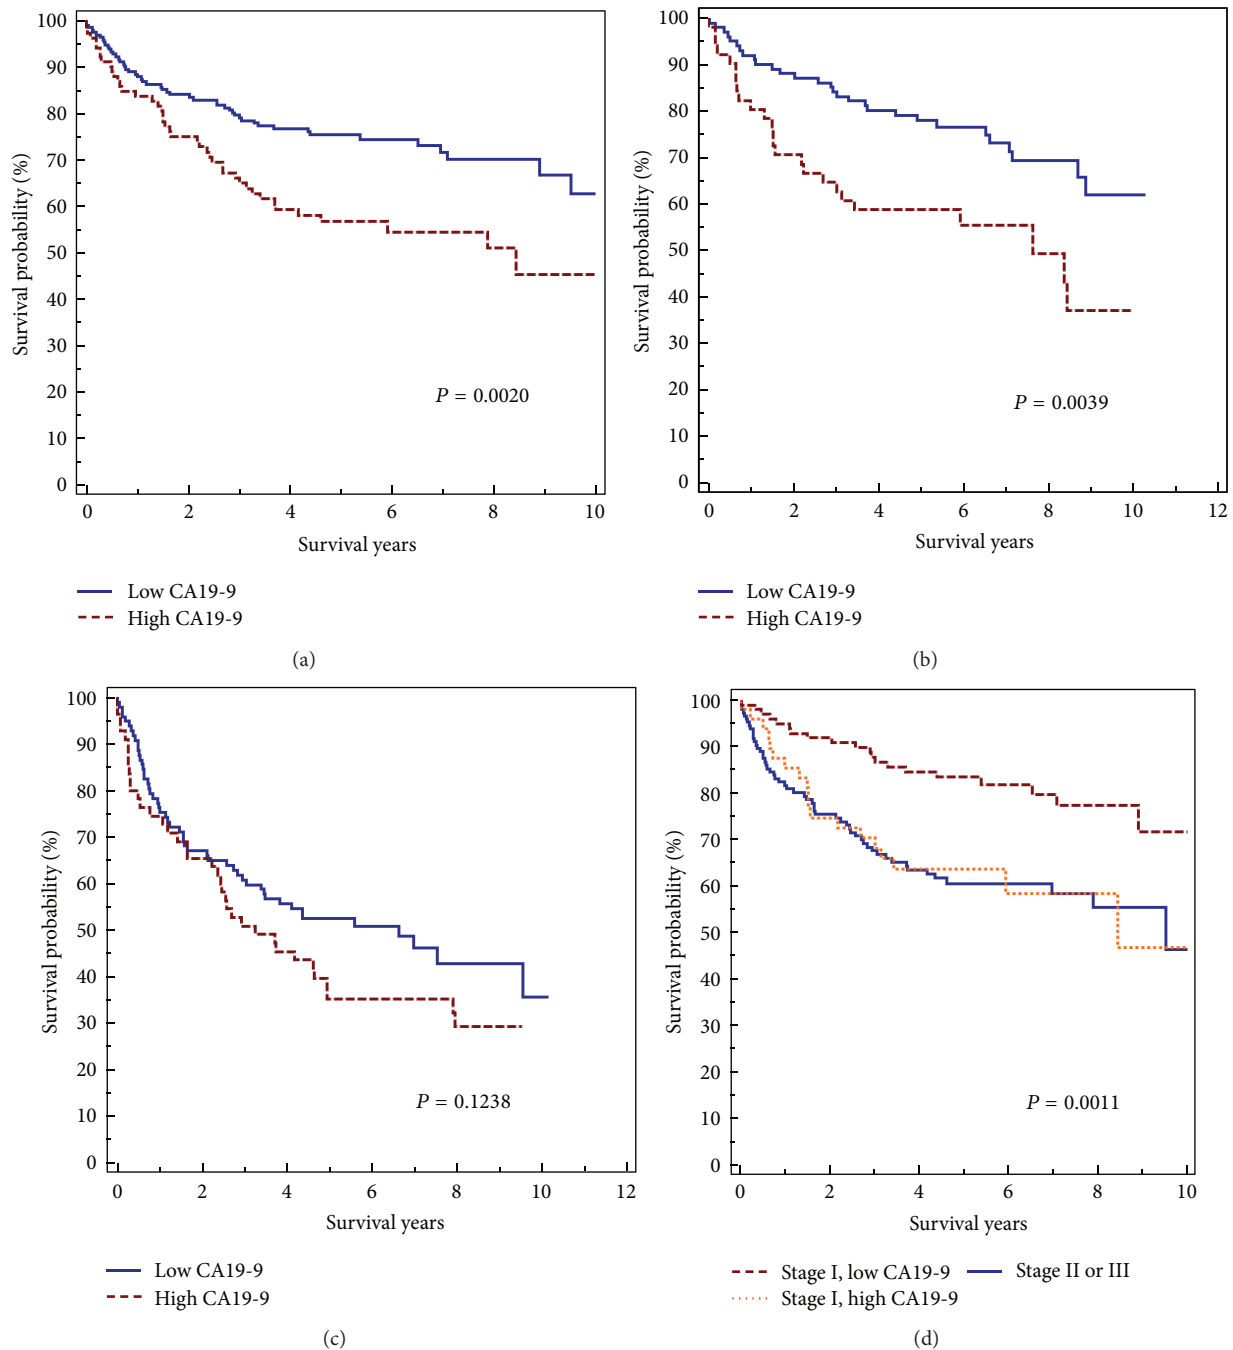 100
90
80
70
60
50
40
30
20
10
0
Survival probability (%)
P = 0.0020
0 2 4 6 8 10
Survival years
Low CA19-9
High CA19-9
(a)
100
90
80
70
60
50
40
30
20
10
0
Survival probability (%)
P = 0.0039
0 2 4 6 8 10 12
Survival years
Low CA19-9
High CA19-9
(b)
100
90
80
70
60
50
40
30
20
10
0
Survival probability (%)
P = 0.1238
0 2 4 6 8 10 12
Survival years
Low CA19-9
High CA19-9
(c)
100
90
80
70
60
50
40
30
20
10
0
Survival probability (%)
P = 0.0011
0 2 4 6 8 10
Survival years
Stage I, low CA19-9 Stage II or III
Stage I, high CA19-9
(d)